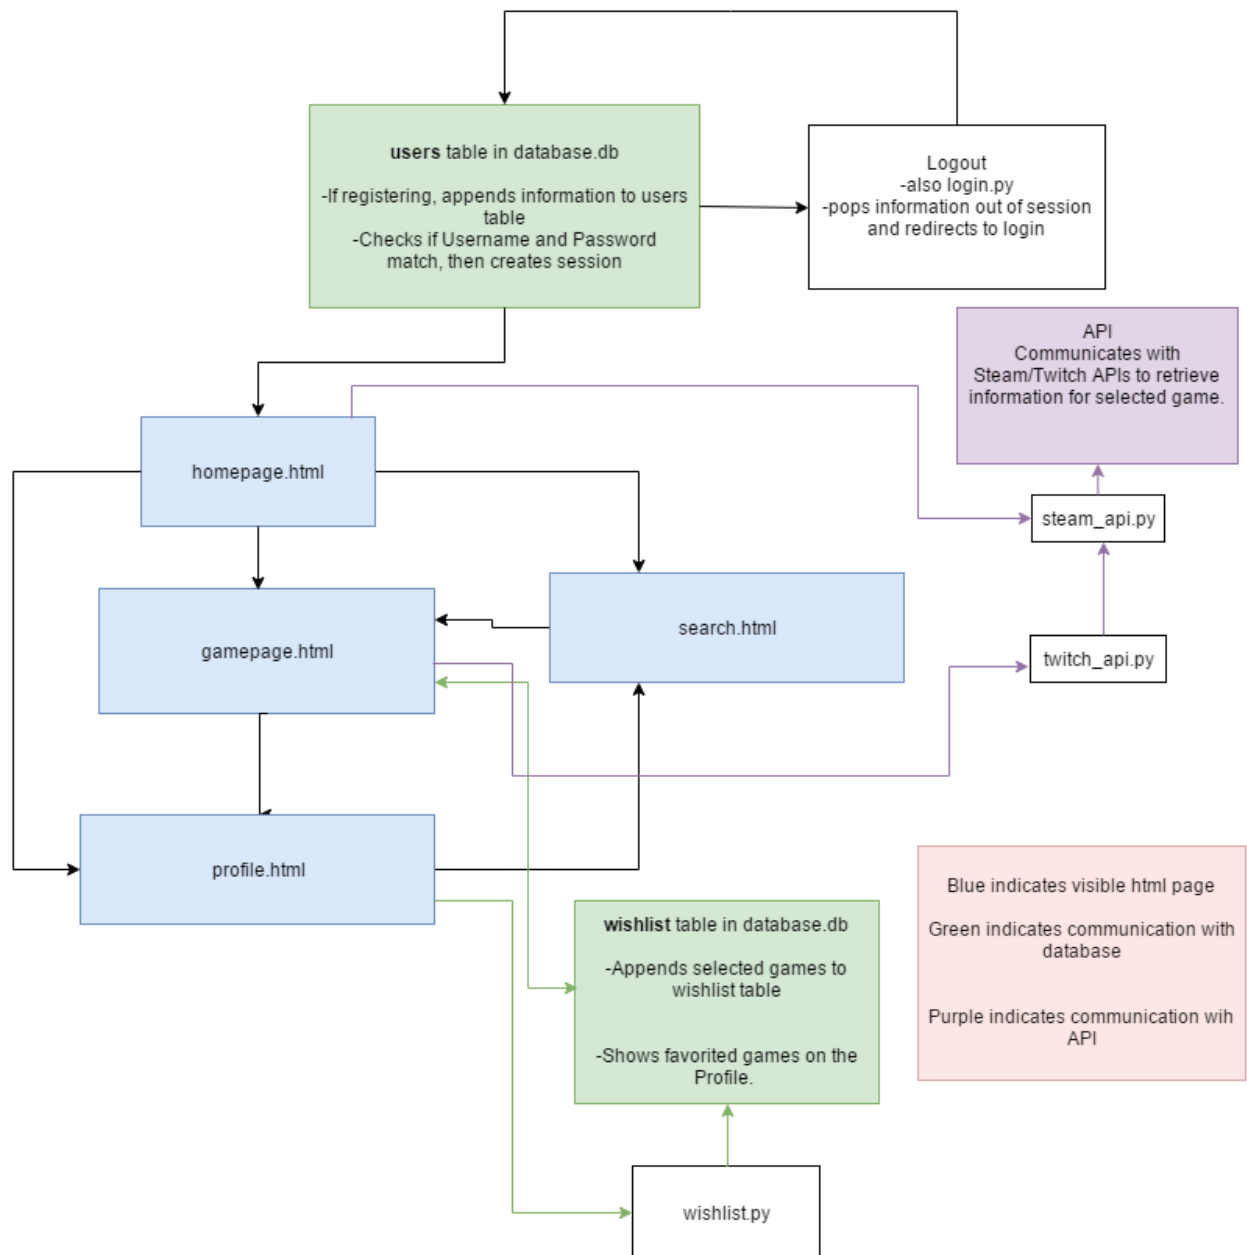 users table in database.db
-If registering, appends information to users
table
-Checks if Username and Password
match, then creates session
Logout
-also login.py
-pops information out of session
and redirects to login
API
Communicates with
Steam/Twitch APIs to retrieve
information for selected game.
homepage.html
steam_api.py
gamepage.html
search.html
twitch_api.py
profile.html
Blue indicates visible html page
Green indicates communication with
database
Purple indicates communication wih
API
wishlist table in database.db
-Appends selected games to
wishlist table
-Shows favorited games on the
Profile.
wishlist.py